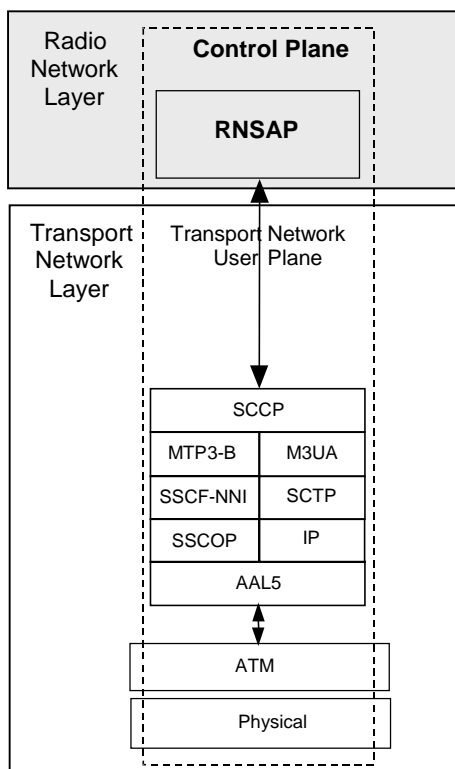 Radio
Network
Layer
Control Plane
RNSAP
Transport
Network
Layer
Transport Network
User Plane
SCCP
MTP3-B
M3UA
SSCF-NNI
SCTP
SSCOP
IP
AAL5
ATM
Physical